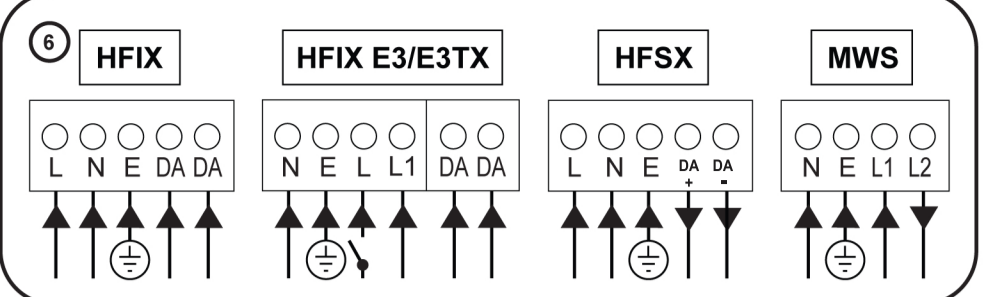 6
HFIX
HFIX E3/E3TX
HFSX
MWS
L N E DA DA
N E L L1 DA DA
L N E DA + DA -
N E L1 L2